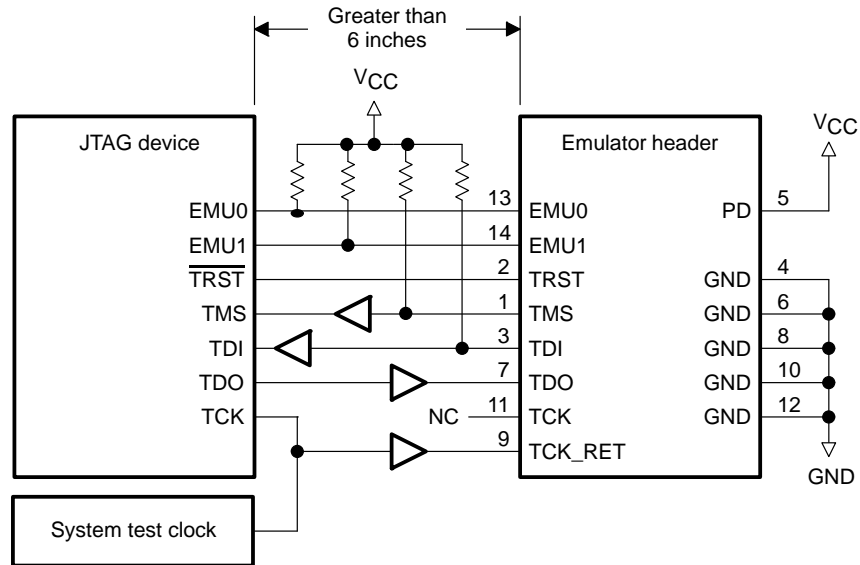 Greater than
6 inches
VCC
JTAG device
Emulator header
VCC
EMU0 13 EMU0 PD 5
EMU1 14 EMU1
TRST 2 TRST GND 4
TMS 1 TMS GND 6
TDI 3 TDI GND 8
TDO 7 TDO GND 10
TCK NC 11 TCK GND 12
9 TCK_RET
GND
System test clock